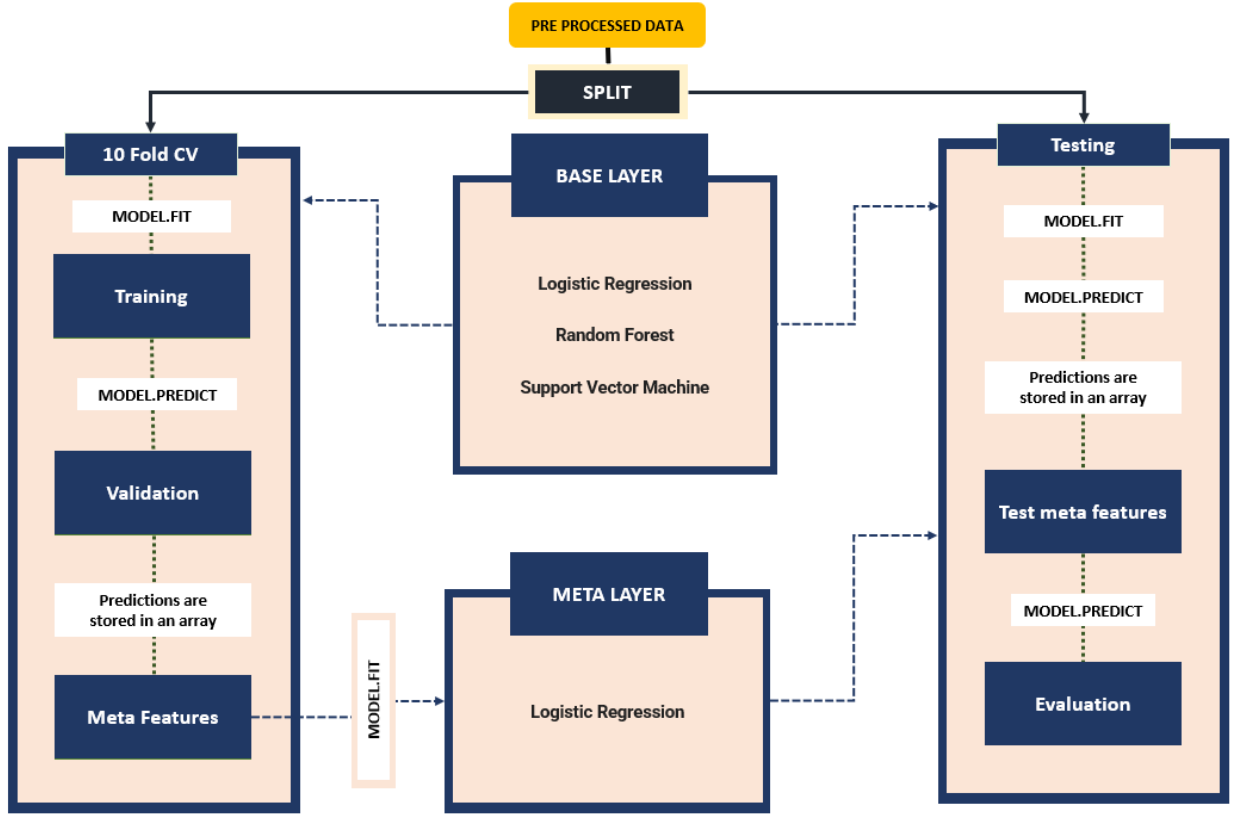 PRE PROCESSED DATA
SPLIT
10 Fold CV
MODEL.FIT
Training
MODEL.PREDICT
Validation
Predictions are
stored in an array
Meta Features
MODEL.FIT
BASE LAYER
Logistic Regression
Random Forest
Support Vector Machine
META LAYER
Logistic Regression
Testing
MODEL.FIT
MODEL.PREDICT
Predictions are
stored in an array
Test meta features
MODEL.PREDICT
Evaluation